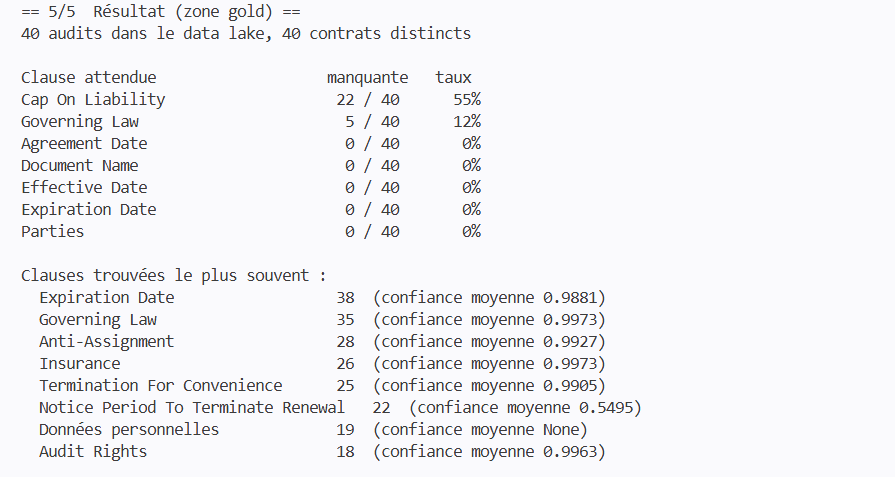 == 5/5  Résultat (zone gold) ==
40 audits dans le data lake, 40 contrats distincts
Clause attendue                   manquante   taux
Cap On Liability                   22 / 40      55%
Governing Law                       5 / 40      12%
Agreement Date                      0 / 40       0%
Document Name                       0 / 40       0%
Effective Date                      0 / 40       0%
Expiration Date                     0 / 40       0%
Parties                             0 / 40       0%
Clauses trouvées le plus souvent :
  Expiration Date                  38  (confiance moyenne 0.9881)
  Governing Law                    35  (confiance moyenne 0.9973)
  Anti-Assignment                  28  (confiance moyenne 0.9927)
  Insurance                        26  (confiance moyenne 0.9973)
  Termination For Convenience      25  (confiance moyenne 0.9905)
  Notice Period To Terminate Renewal   22  (confiance moyenne 0.5495)
  Données personnelles             19  (confiance moyenne None)
  Audit Rights                     18  (confiance moyenne 0.9963)